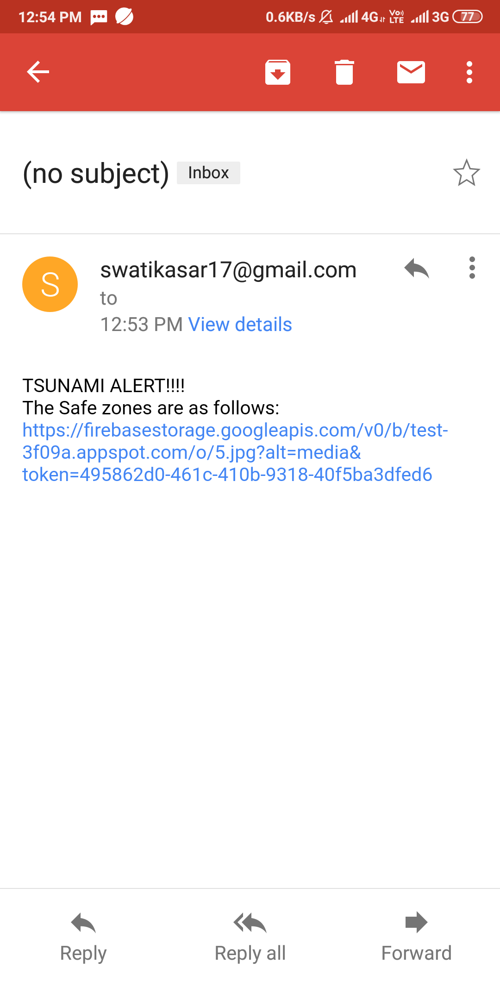 12:54 PM 0.6KB/s 4G VoLTE 3G 77
(no subject) Inbox
S
swatikasar17@gmail.com
to
12:53 PM View details
TSUNAMI ALERT!!!!
The Safe zones are as follows:
https://firebasestorage.googleapis.com/v0/b/test-
3f09a.appspot.com/o/5.jpg?alt=media&
token=495862d0-461c-410b-9318-40f5ba3dfed6
Reply Reply all Forward